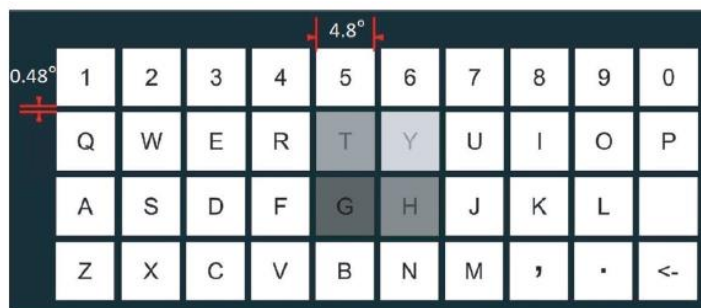 4.8°
0.48°
1 2 3 4 5 6 7 8 9 0
Q W E R T Y U I O P
A S D F G H J K L
Z X C V B N M , . <-